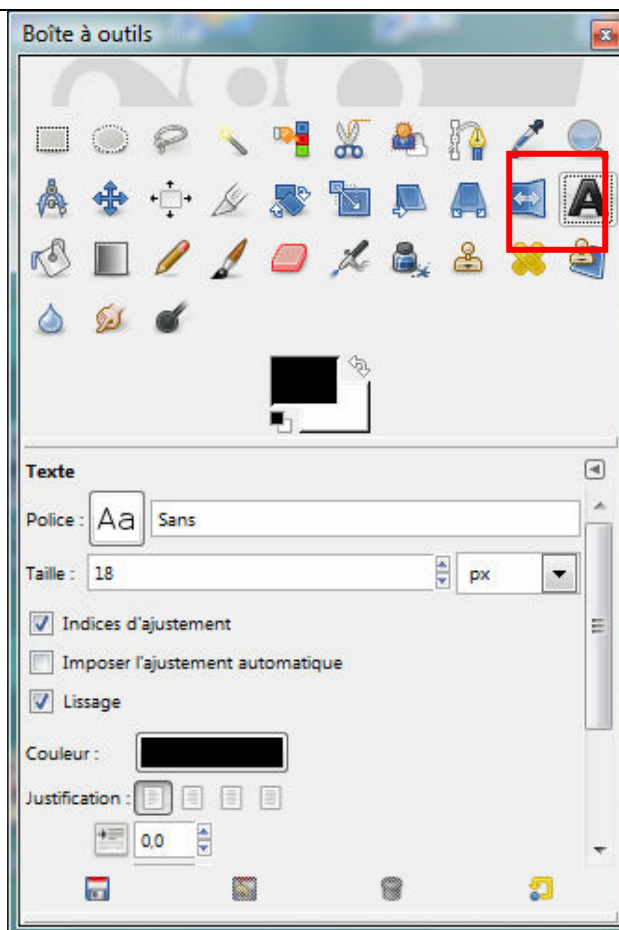 Boîte à outils
Texte
Police : Aa Sans
Taille : 18 px
Indices d'ajustement
Imposer l'ajustement automatique
Lissage
Couleur :
Justification :
0,0